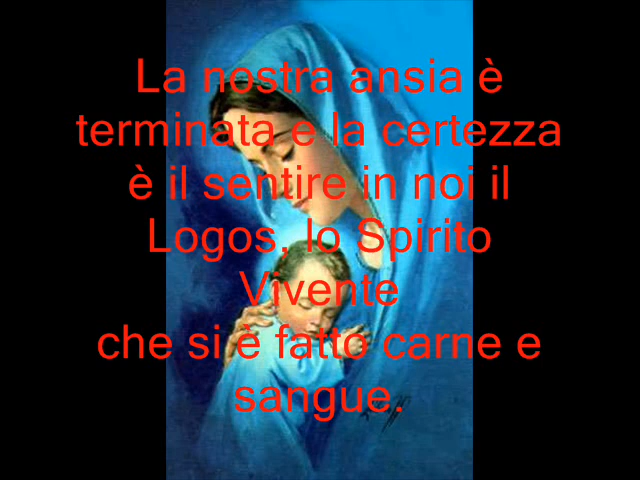 La nostra ansia è
terminata e la certezza
è il sentire in noi il
Logos, lo Spirito
Vivente
che si è fatto carne e
sangue.